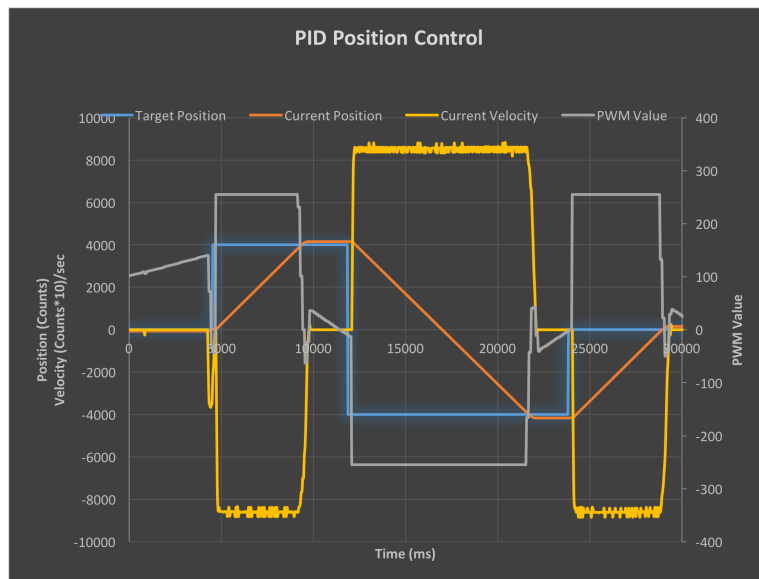 PID Position Control
Target Position Current Position Current Velocity PWM Value
10000
8000
6000
4000
2000
0
-2000
-4000
-6000
-8000
-10000
400
300
200
100
0
-100
-200
-300
-400
0 5000 10000 15000 20000 25000 30000
Position (Counts)
Velocity (Counts*10)/sec
PWM Value
Time (ms)